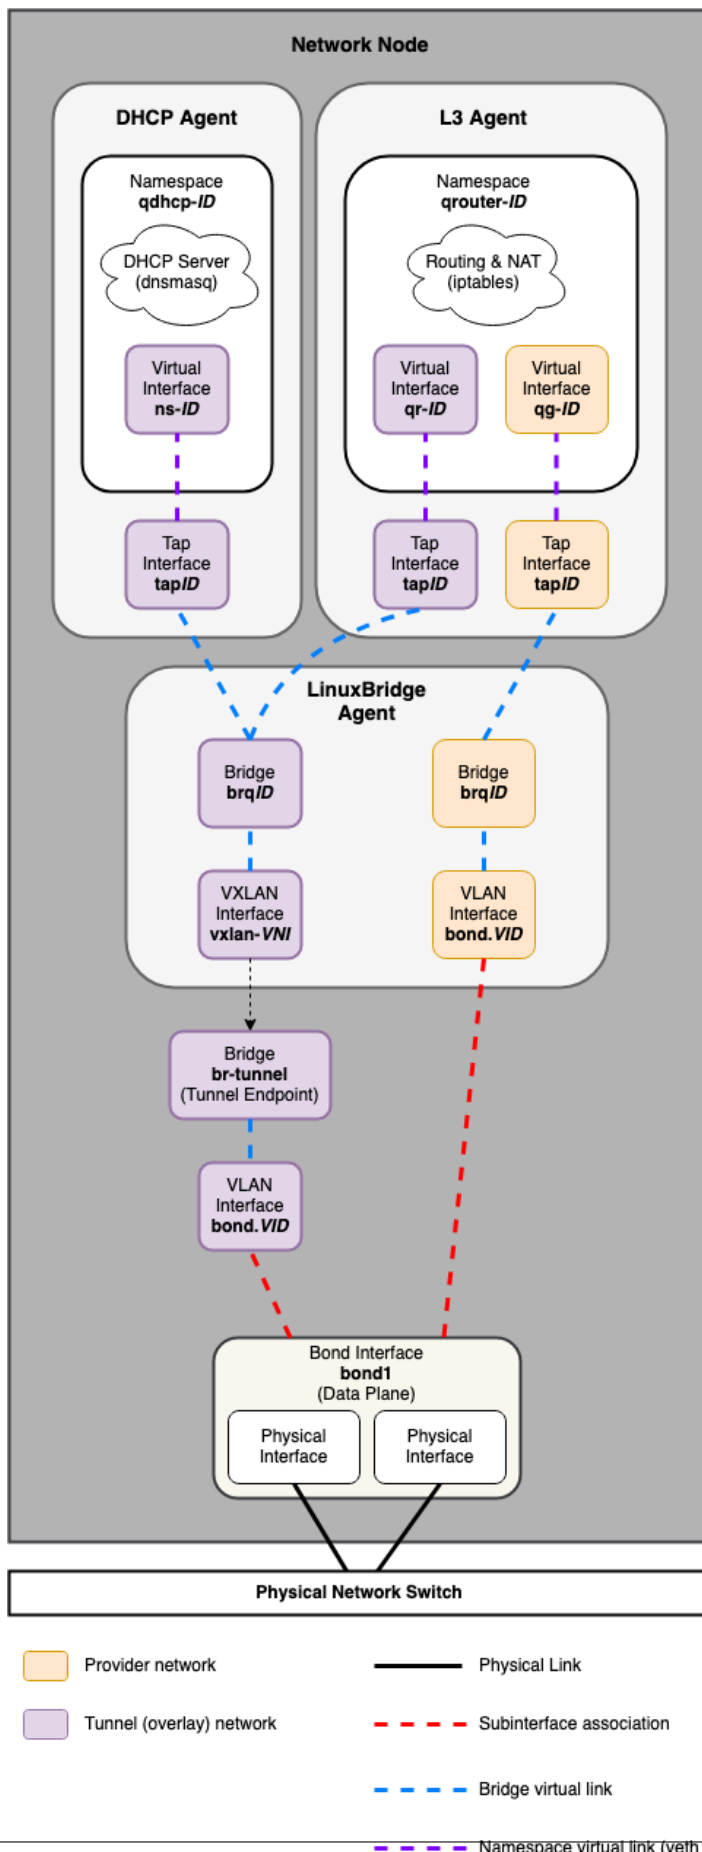 Network Node
DHCP Agent
L3 Agent
Namespace
qdhcp-ID
Namespace
qrouter-ID
DHCP Server
(dnsmasq)
Routing & NAT
(iptables)
Virtual
Interface
ns-ID
Virtual
Interface
qr-ID
Virtual
Interface
qg-ID
Tap
Interface
tapID
Tap
Interface
tapID
Tap
Interface
tapID
LinuxBridge
Agent
Bridge
brqID
Bridge
brqID
VXLAN
Interface
vxlan-VNI
VLAN
Interface
bond.VID
Bridge
br-tunnel
(Tunnel Endpoint)
VLAN
Interface
bond.VID
Bond Interface
bond1
(Data Plane)
Physical
Interface
Physical
Interface
Physical Network Switch
Provider network
Physical Link
Tunnel (overlay) network
Subinterface association
Bridge virtual link
Namespace virtual link (veth